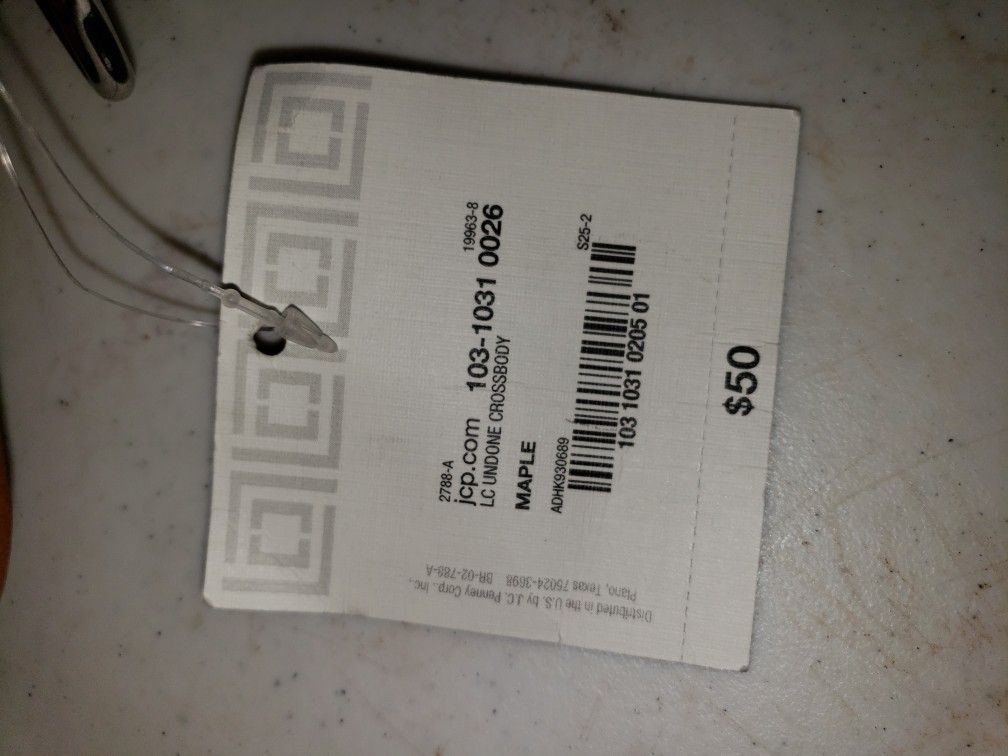 2788-A 19963-8
jcp.com 103-1031 0026
LC UNDONE CROSSBODY
MAPLE
ADHK930689 S25-2
103 1031 0205 01
$50
Distributed in the U.S. by J.C. Penney Corp., Inc.,
Plano, Texas 75024-3698 BR-02-788-A